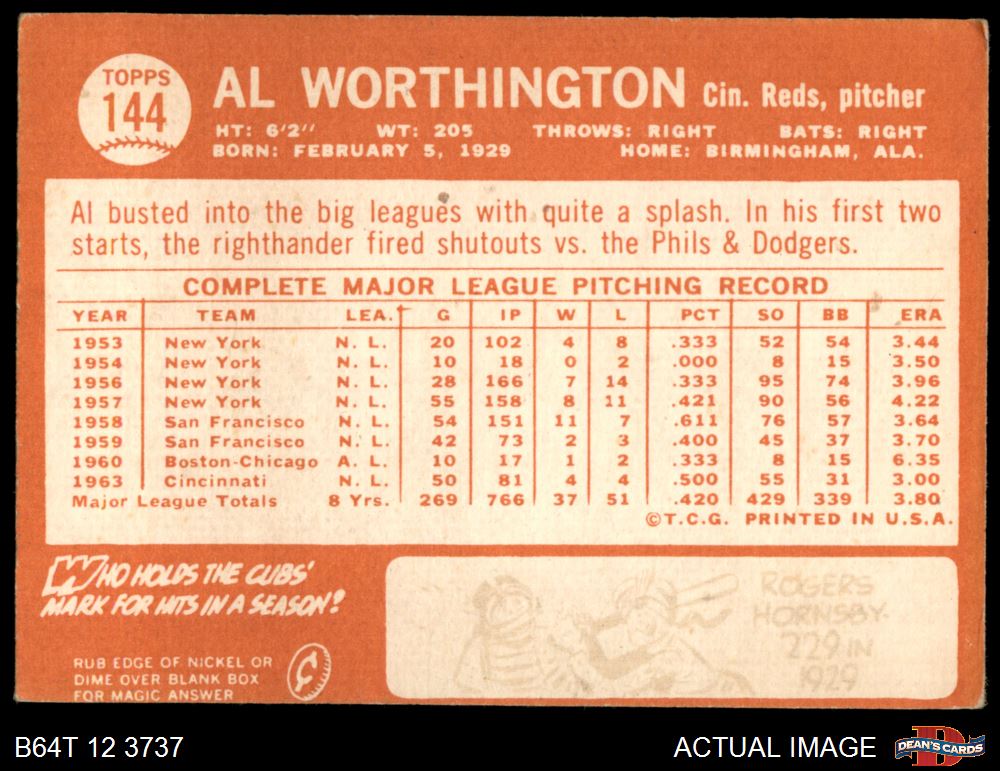 TOPPS
144
AL WORTHINGTON Cin. Reds, pitcher
HT: 6'2" WT: 205 THROWS: RIGHT BATS: RIGHT
BORN: FEBRUARY 5, 1929 HOME: BIRMINGHAM, ALA.
Al busted into the big leagues with quite a splash. In his first two
starts, the righthander fired shutouts vs. the Phils & Dodgers.
COMPLETE MAJOR LEAGUE PITCHING RECORD
YEAR TEAM LEA. G IP W L PCT SO BB ERA
1953 New York N. L. 20 102 4 8 .333 52 54 3.44
1954 New York N. L. 10 18 0 2 .000 8 15 3.50
1956 New York N. L. 28 166 7 14 .333 95 74 3.96
1957 New York N. L. 55 158 8 11 .421 90 56 4.22
1958 San Francisco N. L. 54 151 11 7 .611 76 57 3.64
1959 San Francisco N. L. 42 73 2 3 .400 45 37 3.70
1960 Boston-Chicago A. L. 10 17 1 2 .333 8 15 6.35
1963 Cincinnati N. L. 50 81 4 4 .500 55 31 3.00
Major League Totals 8 Yrs. 269 766 37 51 .420 429 339 3.80
©T.C.G. PRINTED IN U.S.A.
WHO HOLDS THE CUBS'
MARK FOR HITS IN A SEASON?
RUB EDGE OF NICKEL OR
DIME OVER BLANK BOX
FOR MAGIC ANSWER
¢
ROGERS
HORNSBY-
229 IN
1929
B64T 12 3737
ACTUAL IMAGE
D
DEAN'S CARDS